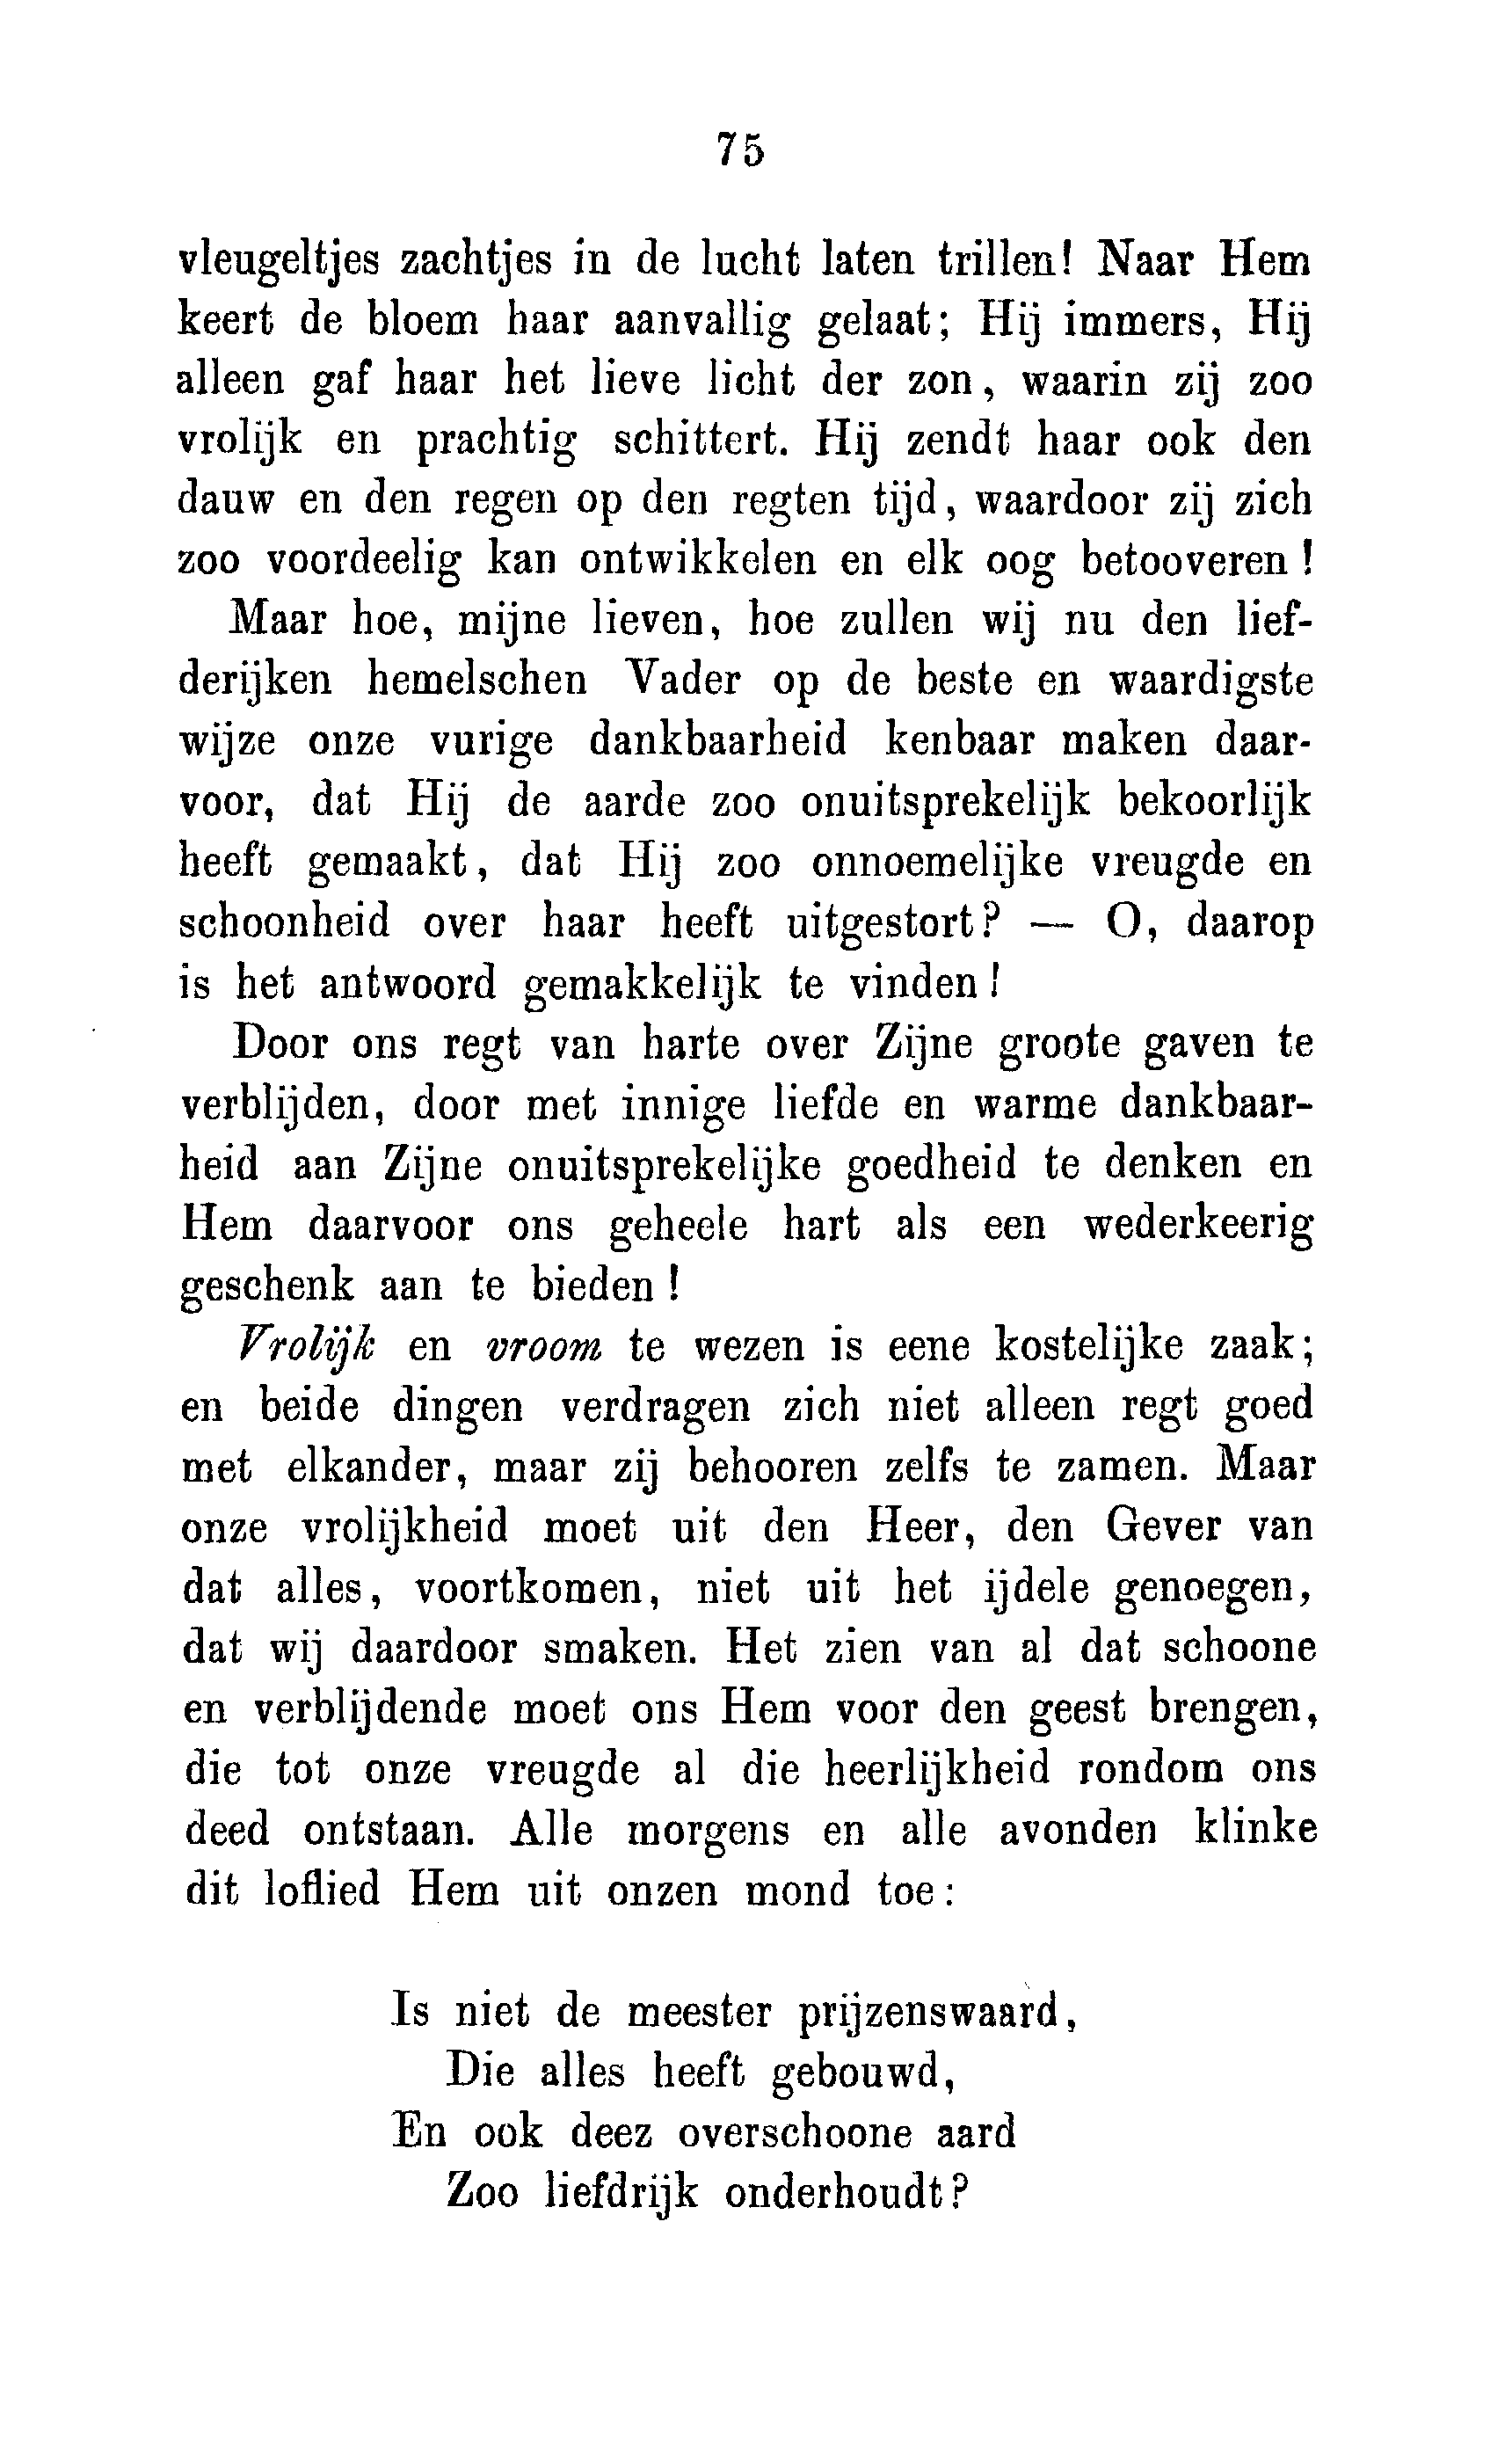 75
vleugeltjes zachtjes in de lucht laten trillen! Naar Hem
keert de bloem haar aanvallig gelaat; Hij immers, Hij
alleen gaf haar het lieve licht der zon, waarin zij zoo
vrolijk en prachtig schittert. Hij zendt haar ook den
dauw en den regen op den regten tijd, waardoor zij zich
zoo voordeelig kan ontwikkelen en elk oog betooveren!
Maar hoe, mijne lieven, hoe zullen wij nu den lief-
derijken hemelschen Vader op de beste en waardigste
wijze onze vurige dankbaarheid kenbaar maken daar-
voor, dat Hij de aarde zoo onuitsprekelijk bekoorlijk
heeft gemaakt, dat Hij zoo onnoemelijke vreugde en
schoonheid over haar heeft uitgestort? — O, daarop
is het antwoord gemakkelijk te vinden!
Door ons regt van harte over Zijne groote gaven te
verblijden, door met innige liefde en warme dankbaar-
heid aan Zijne onuitsprekelijke goedheid te denken en
Hem daarvoor ons geheele hart als een wederkeerig
geschenk aan te bieden!
Vrolijk en vroom te wezen is eene kostelijke zaak;
en beide dingen verdragen zich niet alleen regt goed
met elkander, maar zij behooren zelfs te zamen. Maar
onze vrolijkheid moet uit den Heer, den Gever van
dat alles, voortkomen, niet uit het ijdele genoegen,
dat wij daardoor smaken. Het zien van al dat schoone
en verblijdende moet ons Hem voor den geest brengen,
die tot onze vreugde al die heerlijkheid rondom ons
deed ontstaan. Alle morgens en alle avonden klinke
dit loflied Hem uit onzen mond toe:
Is niet de meester prijzenswaard,
Die alles heeft gebouwd,
En ook deez overschoone aard
Zoo liefdrijk onderhoudt?